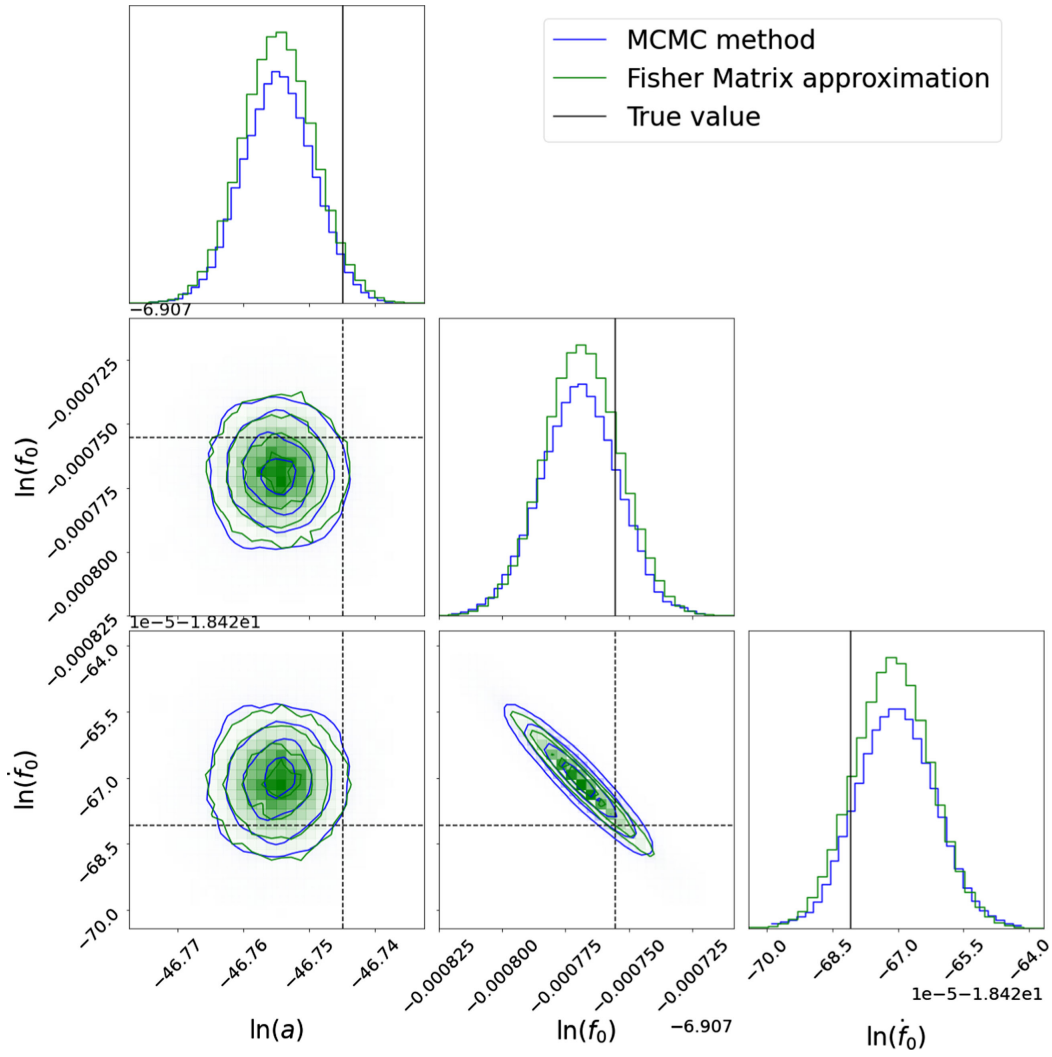 MCMC method
Fisher Matrix approximation
True value
−6.907
ln(f₀)
−0.000725
−0.000750
−0.000775
−0.000800
−0.000825
1e−5−1.842e1
ln(ḟ₀)
−64.0
−65.5
−67.0
−68.5
−70.0
−46.77
−46.76
−46.75
−46.74
ln(a)
−0.000825
−0.000800
−0.000775
−0.000750
−0.000725
−6.907
ln(f₀)
−70.0
−68.5
−67.0
−65.5
−64.0
1e−5−1.842e1
ln(ḟ₀)